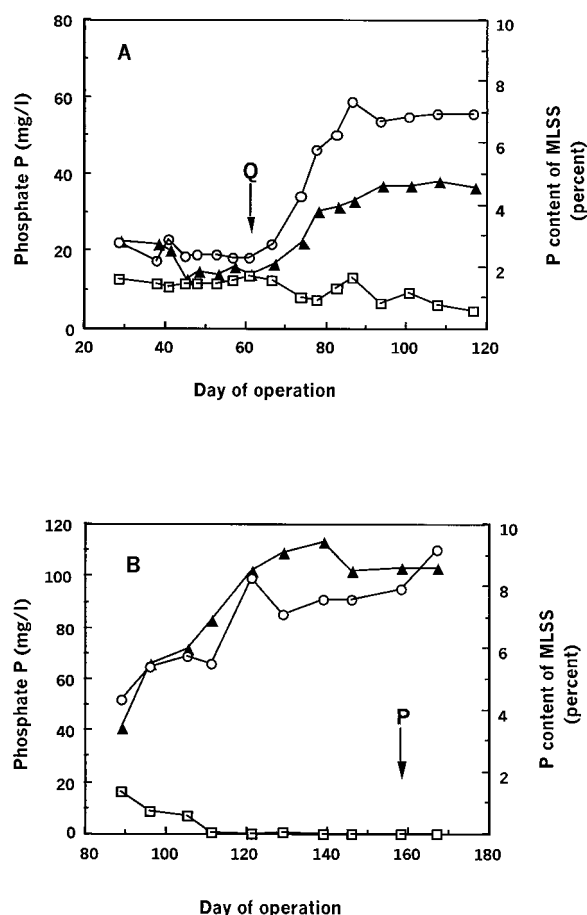 80
10
A
Phosphate P (mg/l)
60
8
Q
6
40
4
20
2
0
20
40
60
80
100
120
P content of MLSS
(percent)
Day of operation
120
10
B
100
8
80
6
60
P
4
40
20
2
0
80
100
120
140
160
180
Phosphate P (mg/l)
P content of MLSS
(percent)
Day of operation